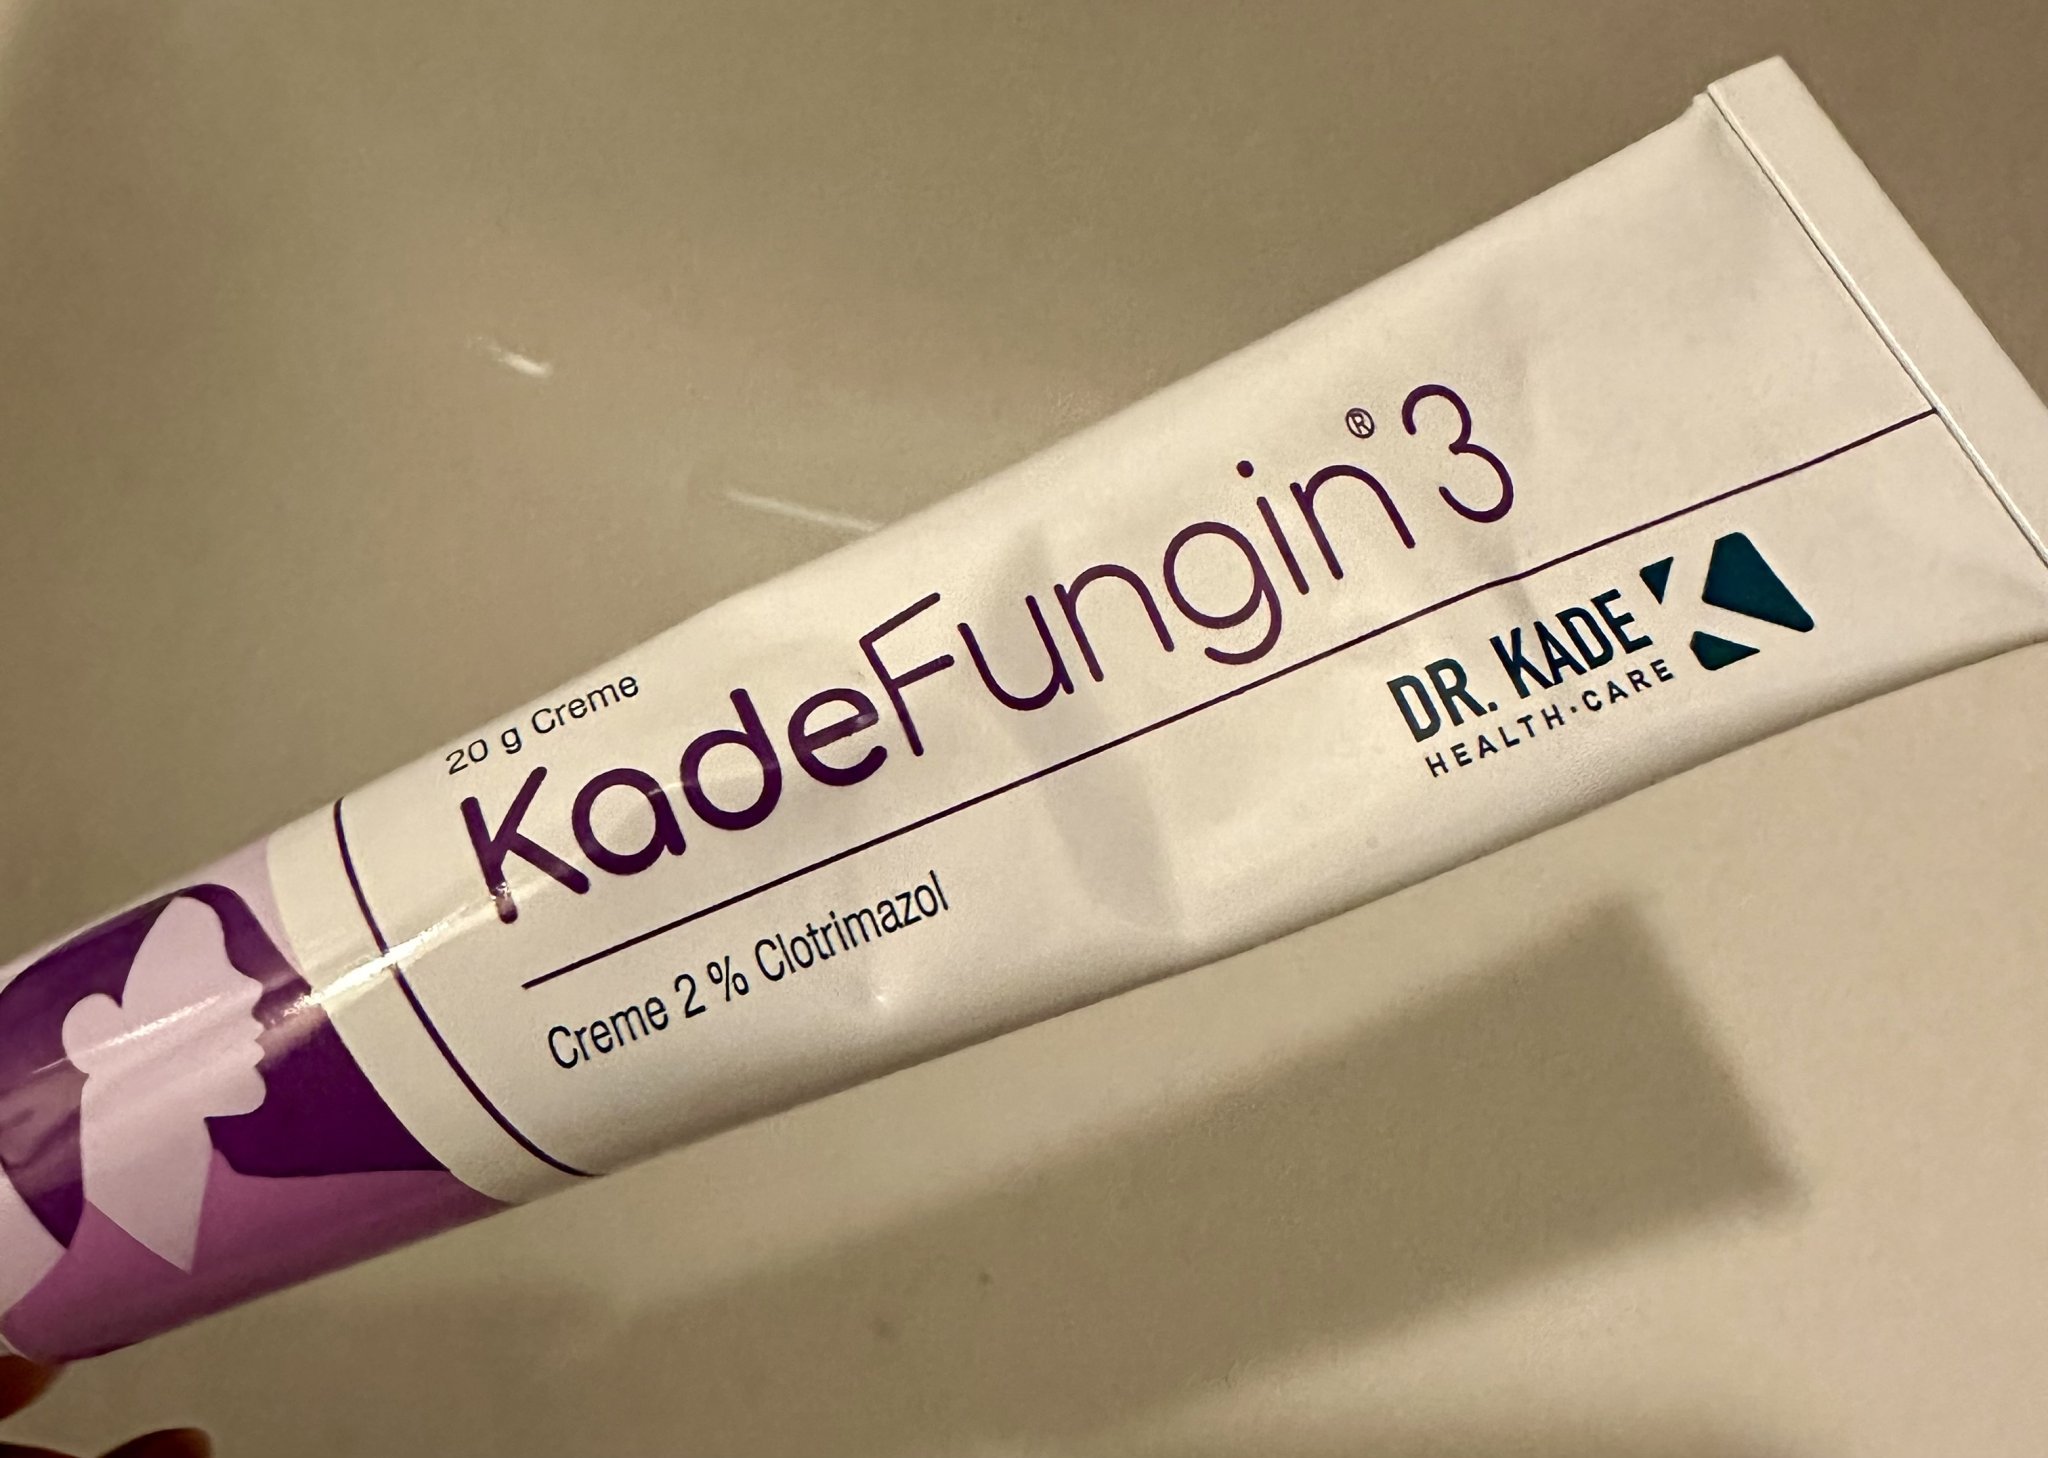 20 g Creme
KadeFungin® 3
Creme 2 % Clotrimazol
DR. KADE
HEALTH·CARE